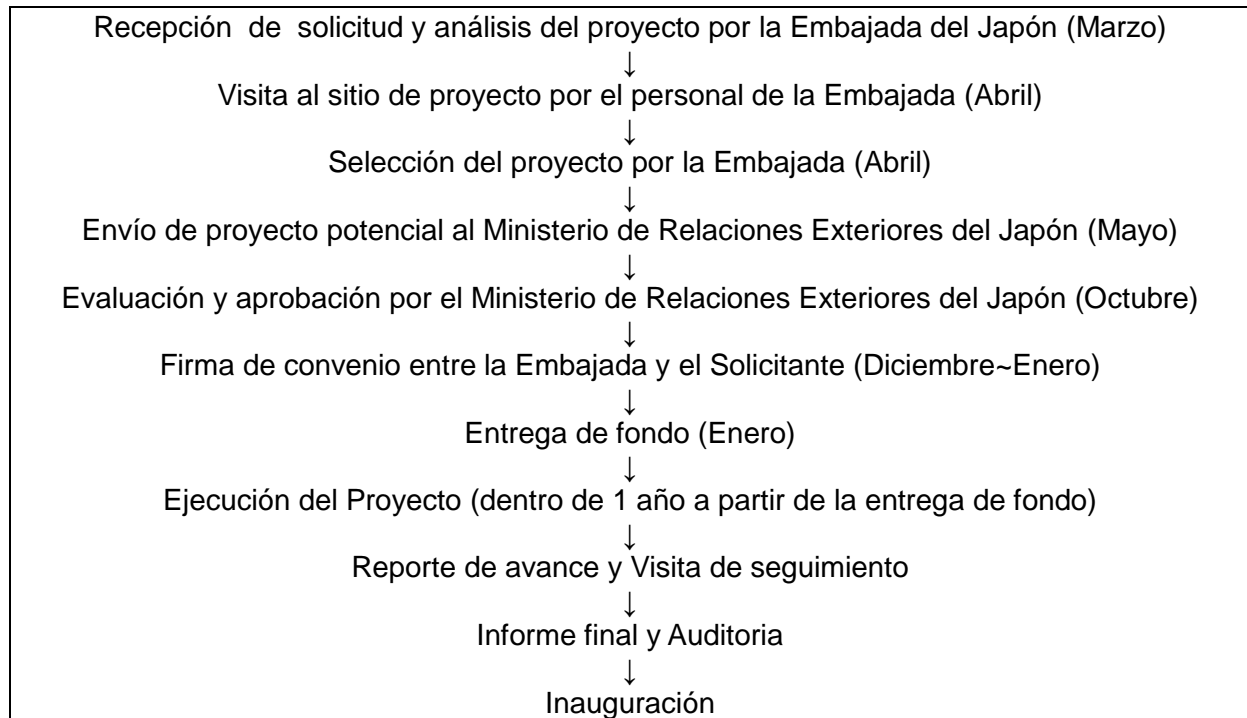 Recepción de solicitud y análisis del proyecto por la Embajada del Japón (Marzo)
↓
Visita al sitio de proyecto por el personal de la Embajada (Abril)
↓
Selección del proyecto por la Embajada (Abril)
↓
Envío de proyecto potencial al Ministerio de Relaciones Exteriores del Japón (Mayo)
↓
Evaluación y aprobación por el Ministerio de Relaciones Exteriores del Japón (Octubre)
↓
Firma de convenio entre la Embajada y el Solicitante (Diciembre~Enero)
↓
Entrega de fondo (Enero)
↓
Ejecución del Proyecto (dentro de 1 año a partir de la entrega de fondo)
↓
Reporte de avance y Visita de seguimiento
↓
Informe final y Auditoria
↓
Inauguración